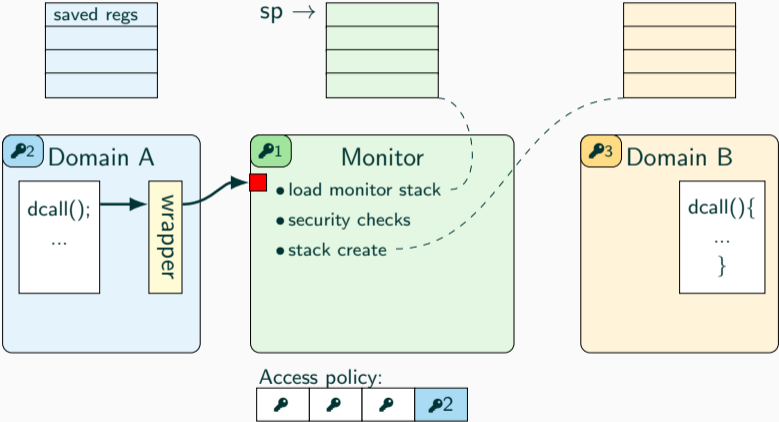 saved regs
sp →
2
Domain A
1
Monitor
3
Domain B
dcall();
...
wrapper
● load monitor stack
● security checks
● stack create
dcall(){
...
}
Access policy:
2